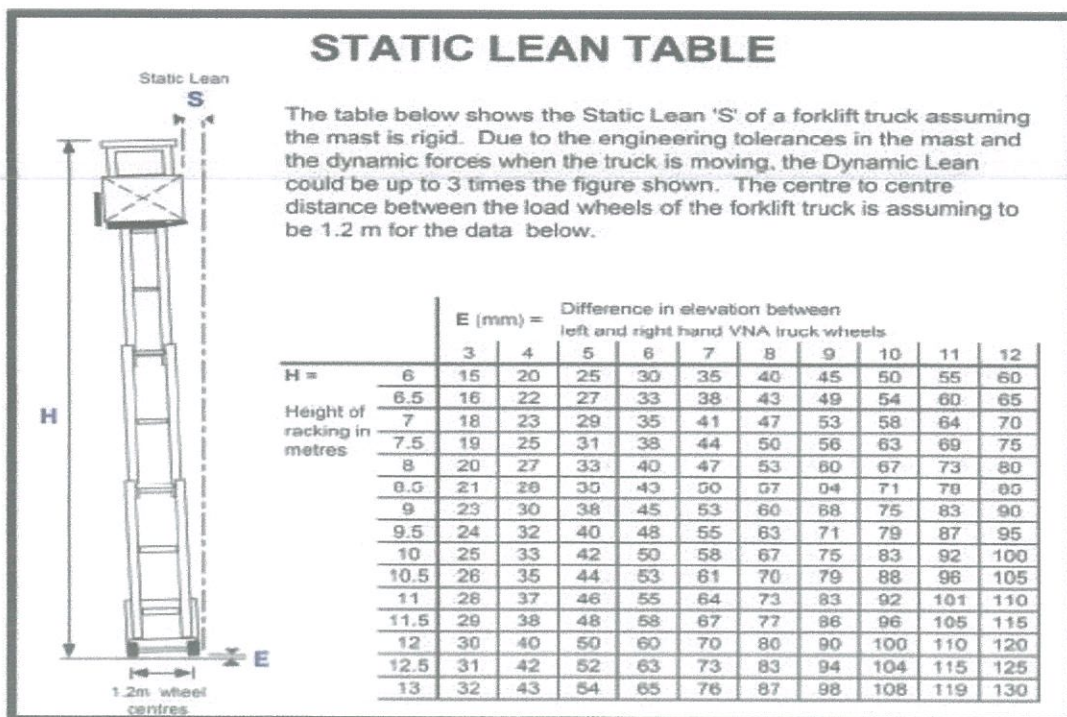 STATIC LEAN TABLE
Static Lean
S
The table below shows the Static Lean 'S' of a forklift truck assuming
the mast is rigid. Due to the engineering tolerances in the mast and
the dynamic forces when the truck is moving, the Dynamic Lean
could be up to 3 times the figure shown. The centre to centre
distance between the load wheels of the forklift truck is assuming to
be 1.2 m for the data below.
E (mm) = Difference in elevation between
left and right hand VNA truck wheels
3 4 5 6 7 8 9 10 11 12
H = 6 15 20 25 30 35 40 45 50 55 60
6.5 16 22 27 33 38 43 49 54 60 65
Height of
racking in
metres
7 18 23 29 35 41 47 53 58 64 70
7.5 19 25 31 38 44 50 56 63 69 75
8 20 27 33 40 47 53 60 67 73 80
8.5 21 28 35 43 50 57 64 71 78 85
9 23 30 38 45 53 60 68 75 83 90
9.5 24 32 40 48 55 63 71 79 87 95
10 25 33 42 50 58 67 75 83 92 100
10.5 26 35 44 53 61 70 79 88 96 105
11 28 37 46 55 64 73 83 92 101 110
11.5 29 38 48 58 67 77 86 96 105 115
12 30 40 50 60 70 80 90 100 110 120
12.5 31 42 52 63 73 83 94 104 115 125
13 32 43 54 65 76 87 98 108 119 130
H
E
1.2m wheel
centres